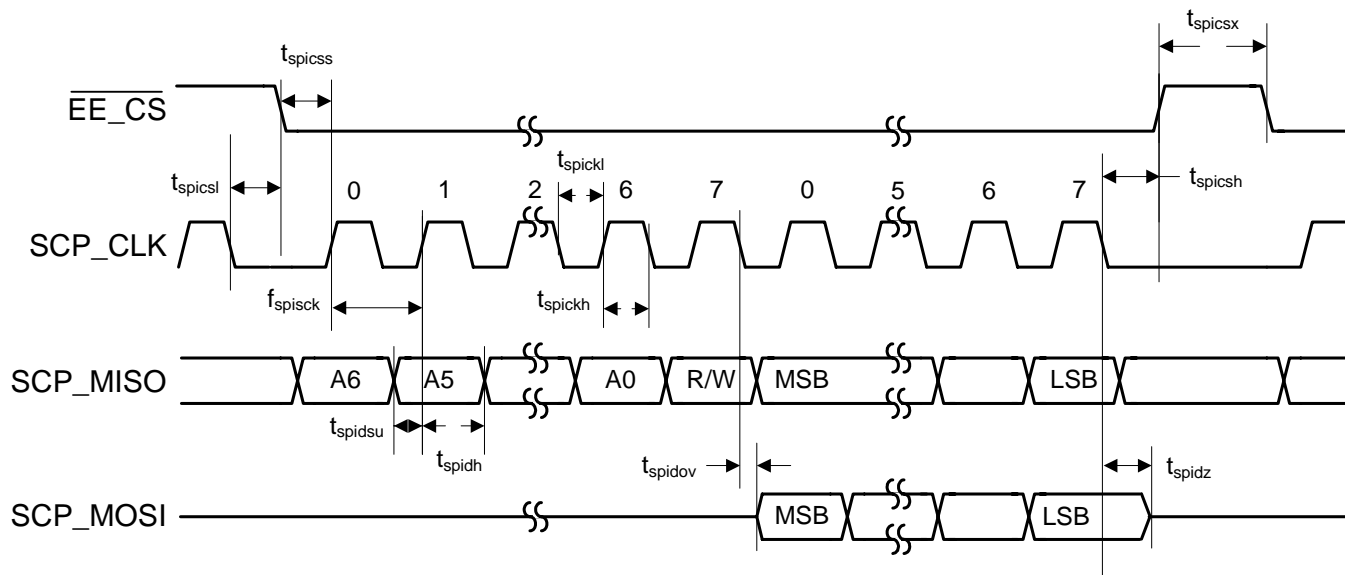 t_spicsx
t_spicss
EE_CS
t_spicsl
t_spickl
t_spicsh
0 1 2 6 7 0 5 6 7
SCP_CLK
f_spisck
t_spickh
SCP_MISO
A6 A5 A0 R/W MSB LSB
t_spidsu
t_spidh
t_spidov
t_spidz
SCP_MOSI
MSB LSB